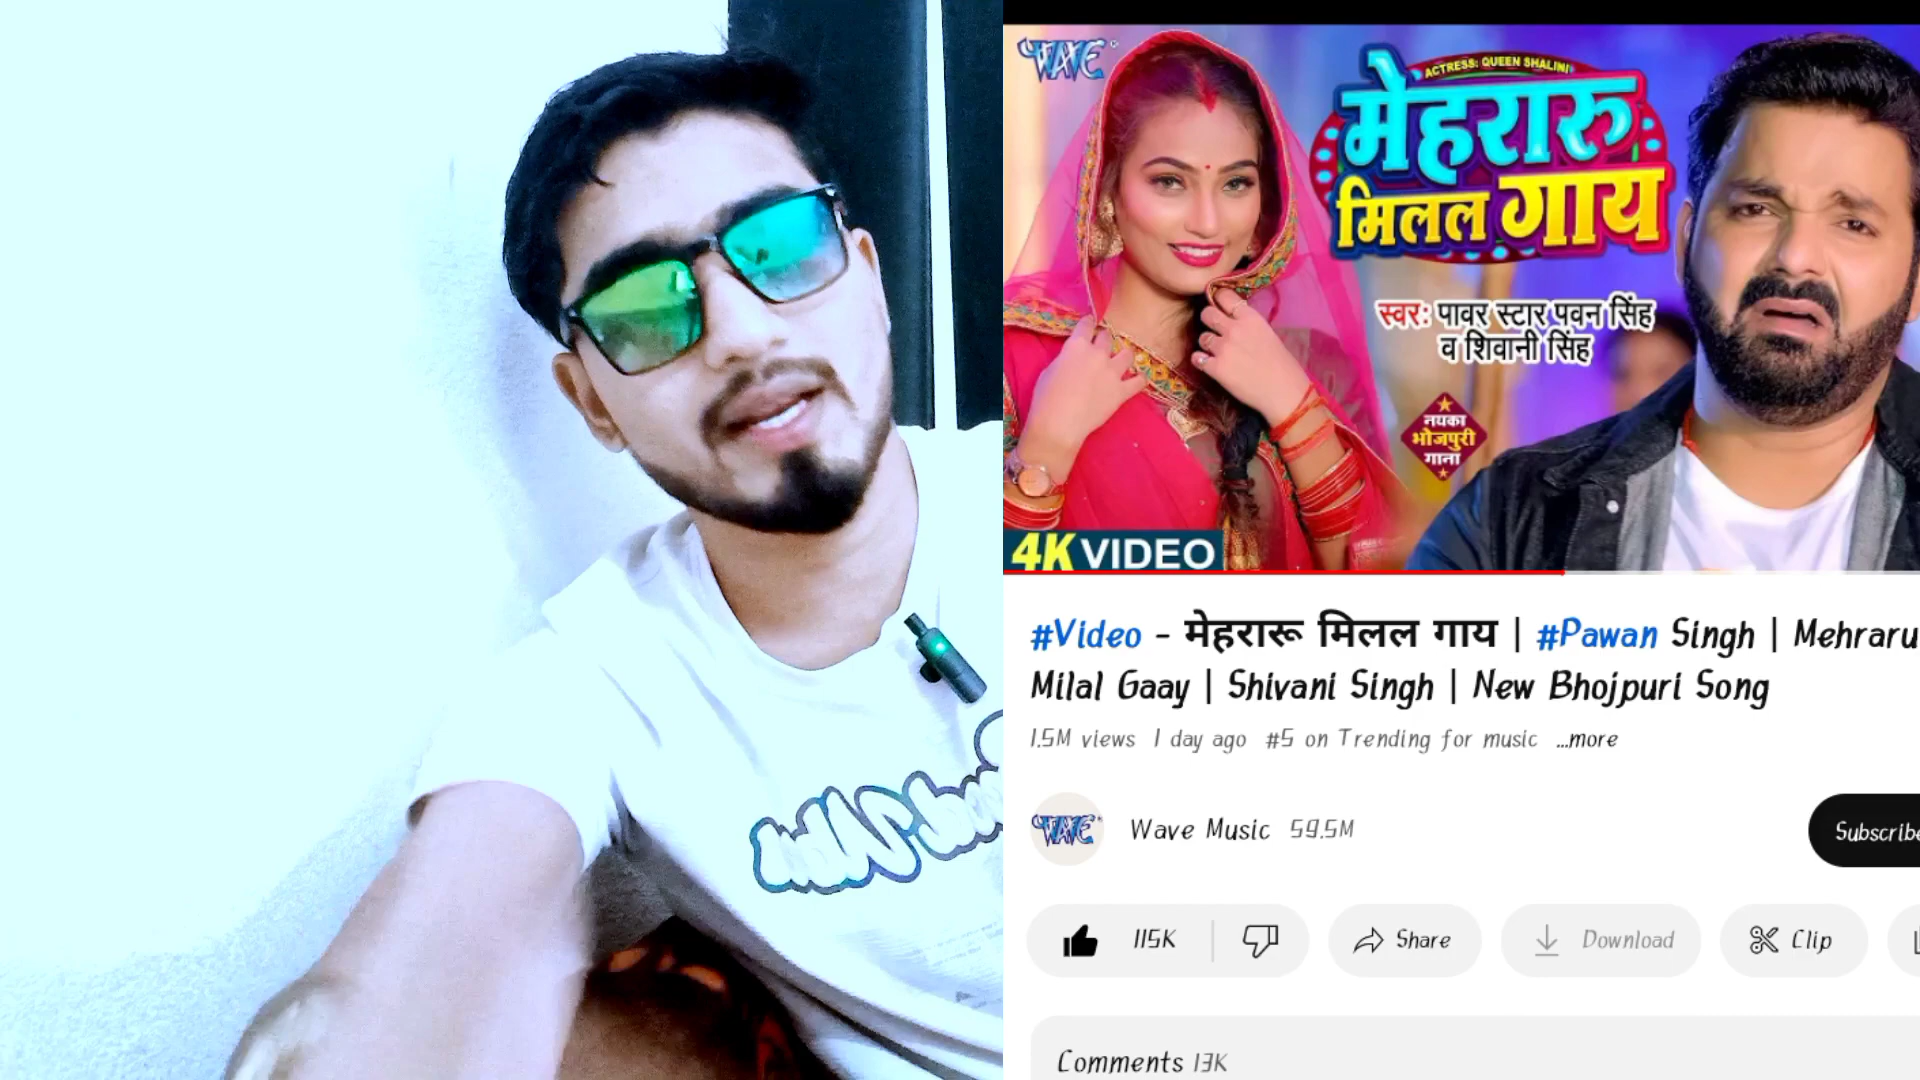 WAVE
ACTRESS: QUEEN SHALINI
मेहरारू
मिलल गाय
स्वर: पावर स्टार पवन सिंह
व शिवानी सिंह
नयका
भोजपुरी
गाना
4K VIDEO
#Video - मेहरारू मिलल गाय | #Pawan Singh | Mehraru
Milal Gaay | Shivani Singh | New Bhojpuri Song
1.5M views 1 day ago #5 on Trending for music ...more
WAVE
Wave Music 59.5M
Subscribe
115K
Share
Download
Clip
Comments 13K